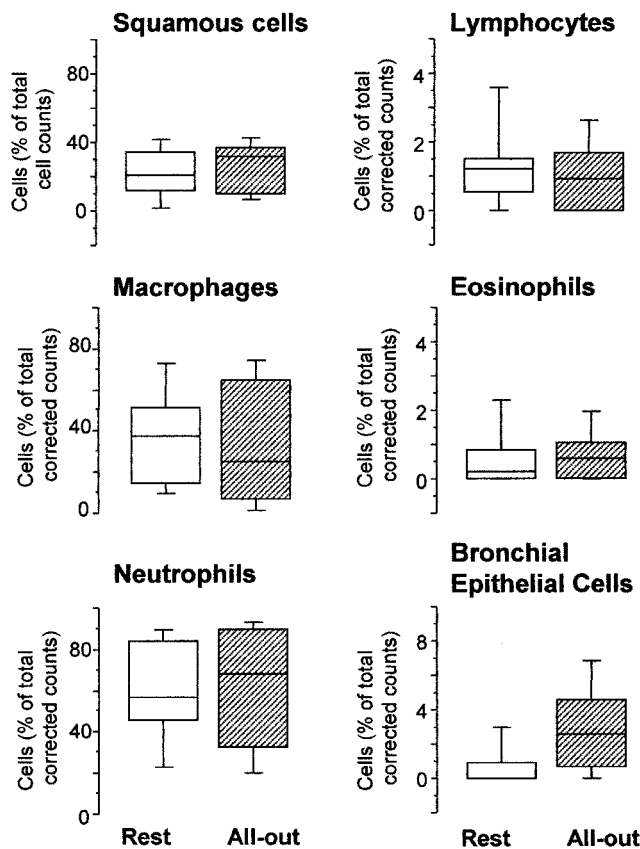 Squamous cells
Cells (% of total
cell counts)
80
40
0
Lymphocytes
Cells (% of total
corrected counts)
4
2
0
Macrophages
Cells (% of total
corrected counts)
80
40
0
Eosinophils
Cells (% of total
corrected counts)
4
2
0
Neutrophils
Cells (% of total
corrected counts)
80
40
0
Rest All-out
Bronchial
Epithelial Cells
Cells (% of total
corrected counts)
8
4
0
Rest All-out